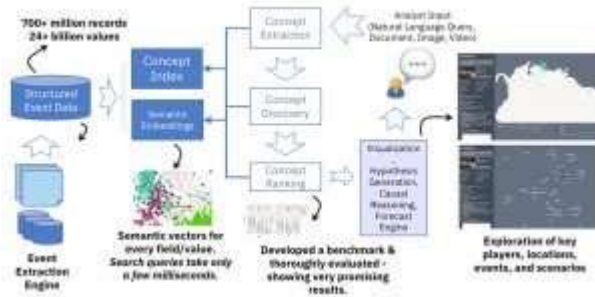 700+ million records
24+ billion values
Structured
Event Data
Event
Extraction
Engine
Concept
Index
Semantic
Embeddings
Semantic vectors for
every field/value.
Search queries take only
a few milliseconds.
Concept
Extraction
Concept
Discovery
Concept
Ranking
Developed a benchmark &
thoroughly evaluated -
showing very promising
results.
Analyst Input
(Natural Language Query,
Document, Image, Video)
Visualization
-
Hypothesis
Generation,
Causal
Reasoning,
Forecast
Engine
Exploration of key
players, locations,
events, and scenarios